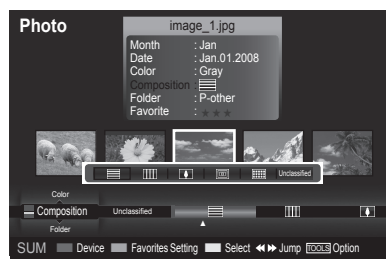 Photo
image_1.jpg
Month : Jan
Date : Jan.01.2008
Color : Gray
Composition :
Folder : P-other
Favorite : ★★★
Unclassified
Color
Composition
Unclassified
Folder
SUM Device Favorites Setting Select ◀◀ ▶▶ Jump TOOLS Option